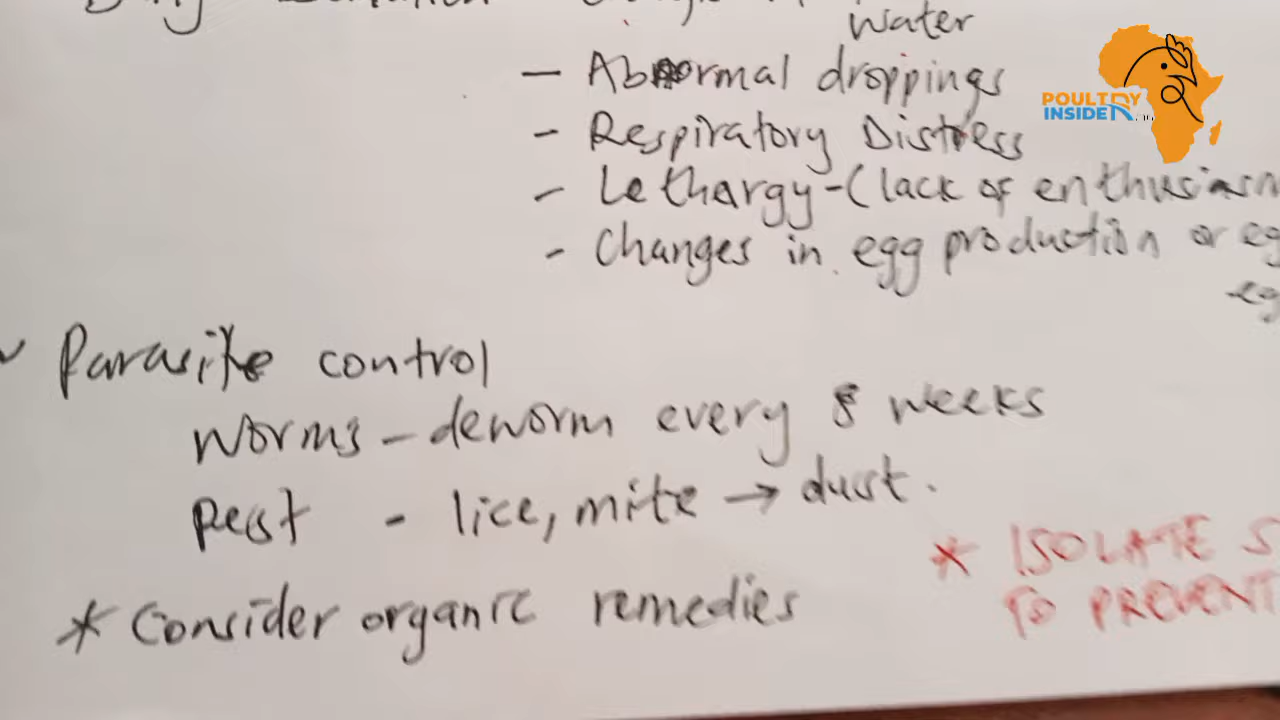 water
- Abnormal droppings
- Respiratory Distress
- Lethargy-(lack of enthusiasm
- Changes in egg production or eg
eg
Parasite control
Worms - deworm every 8 weeks
Pest - lice, mite → dust.
* Consider organic remedies
* ISOLATE S
TO PREVENT
POULTRY
INSIDER